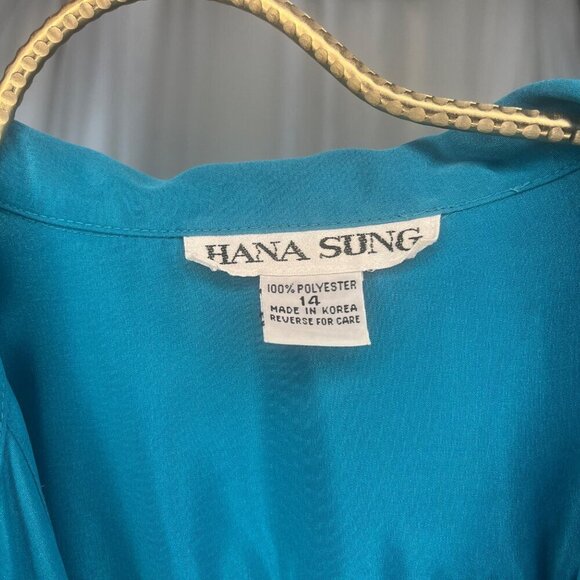 HANA SUNG
100% POLYESTER
14
MADE IN KOREA
REVERSE FOR CARE